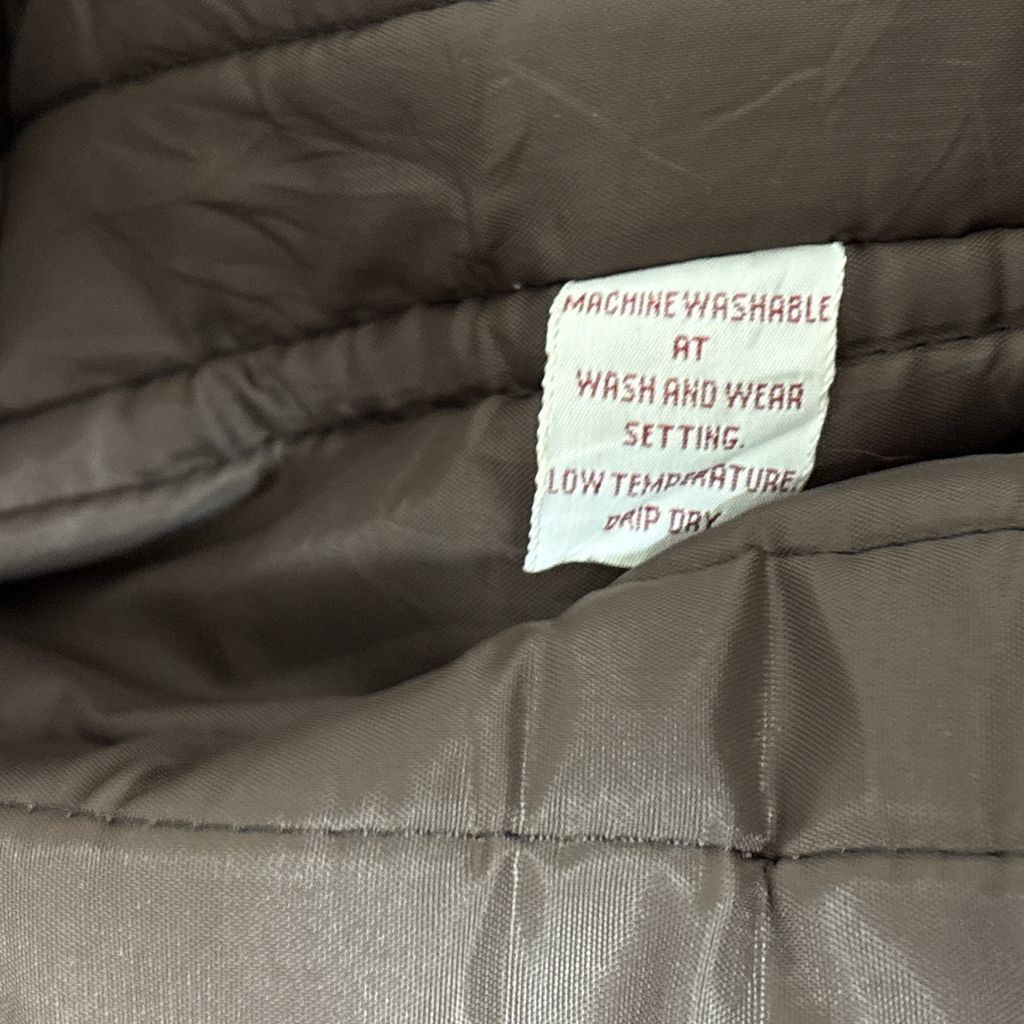 MACHINE WASHABLE
AT
WASH AND WEAR
SETTING.
LOW TEMPERATURE.
DRIP DRY